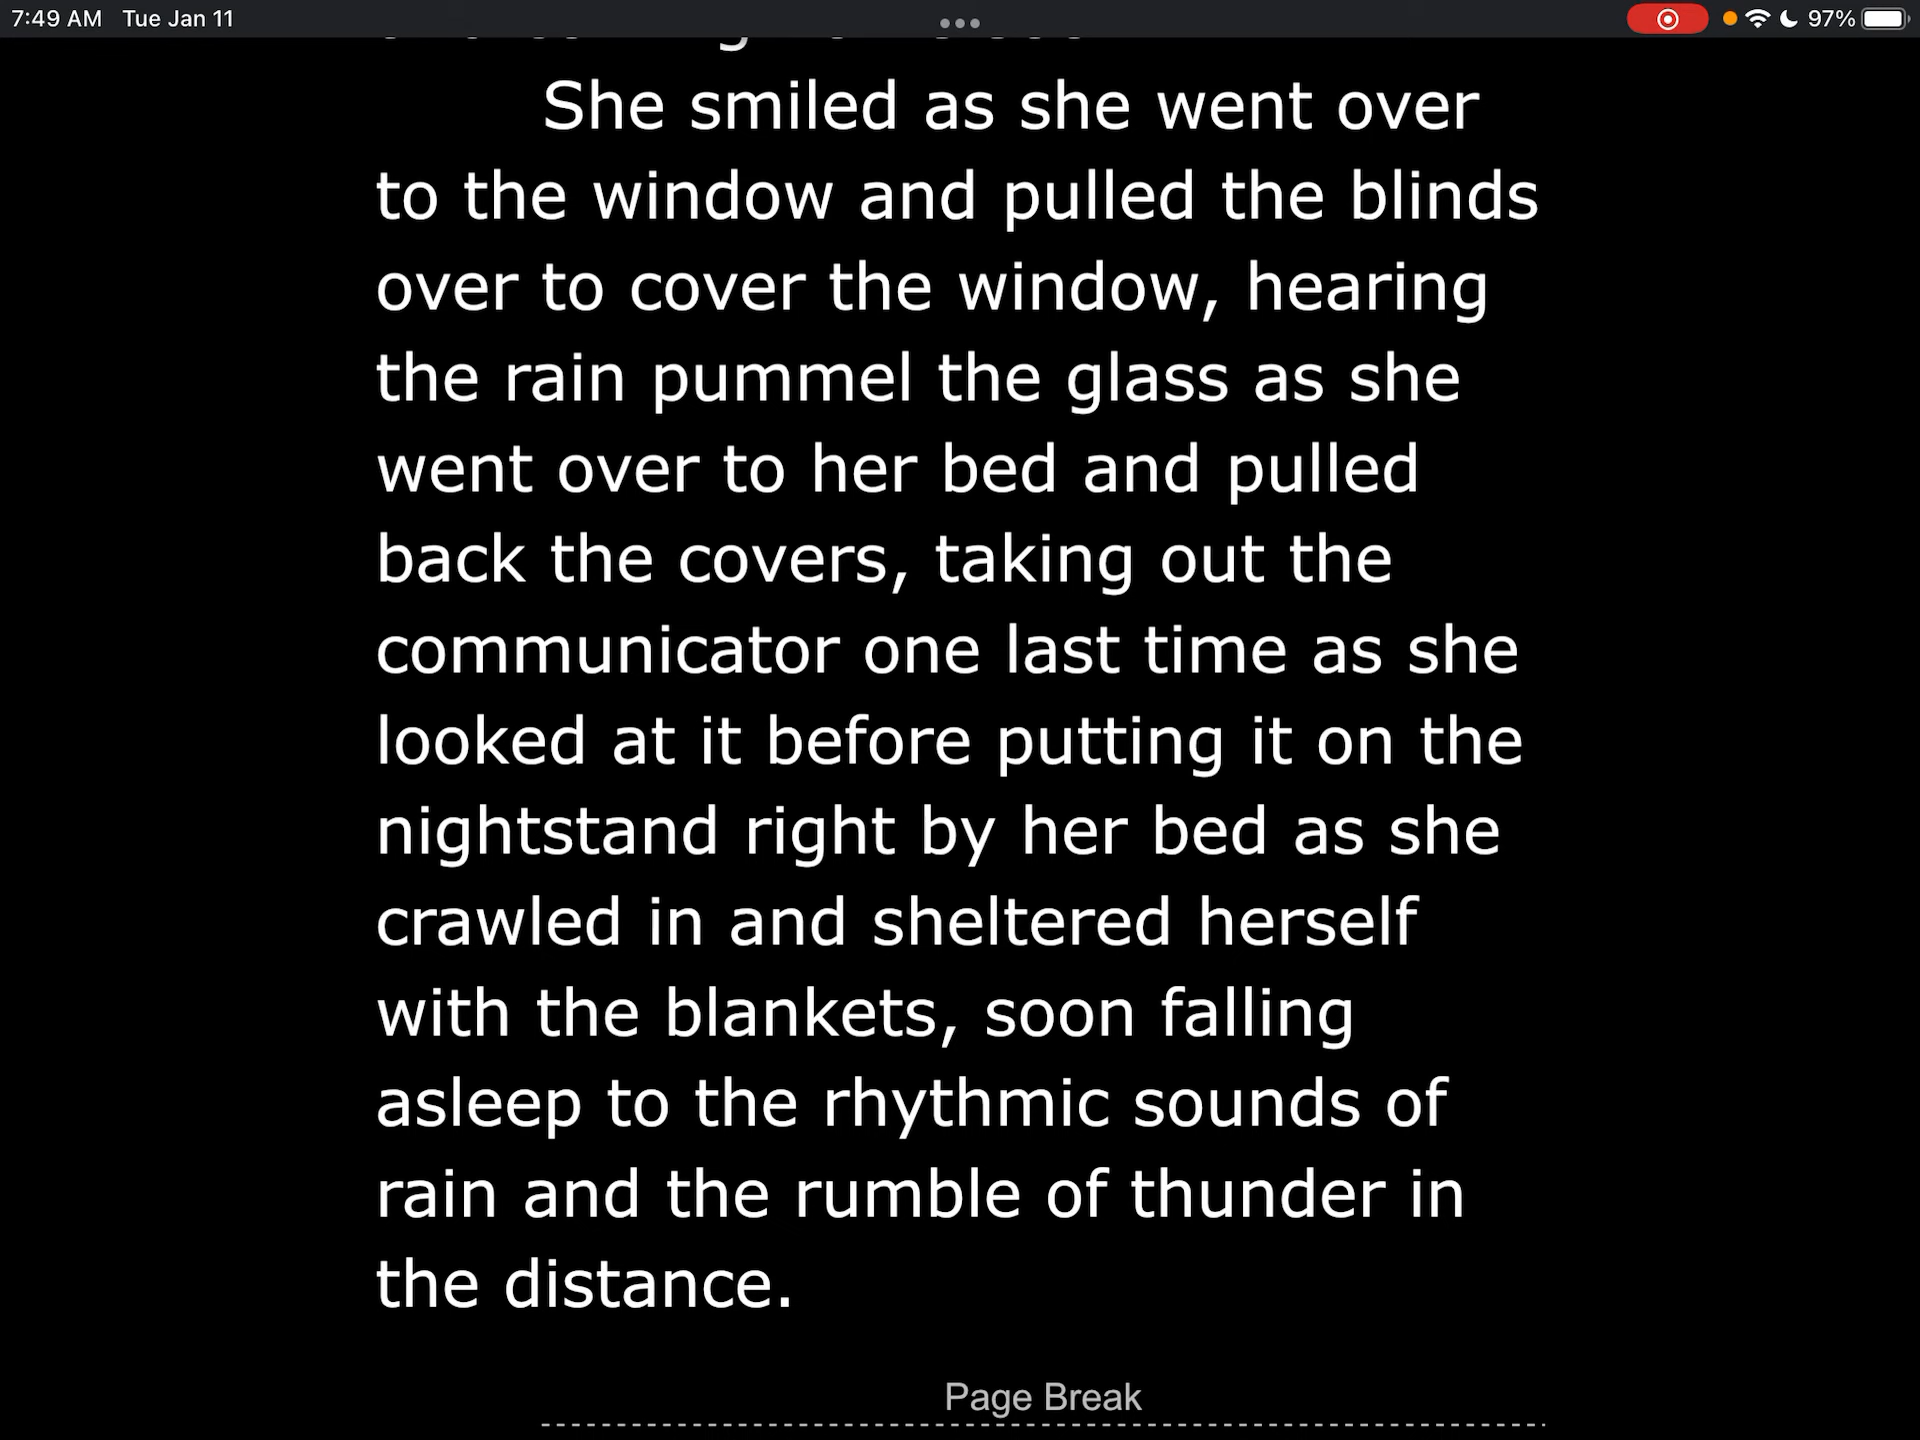 7:49 AM Tue Jan 11
97%
She smiled as she went over
to the window and pulled the blinds
over to cover the window, hearing
the rain pummel the glass as she
went over to her bed and pulled
back the covers, taking out the
communicator one last time as she
looked at it before putting it on the
nightstand right by her bed as she
crawled in and sheltered herself
with the blankets, soon falling
asleep to the rhythmic sounds of
rain and the rumble of thunder in
the distance.
Page Break